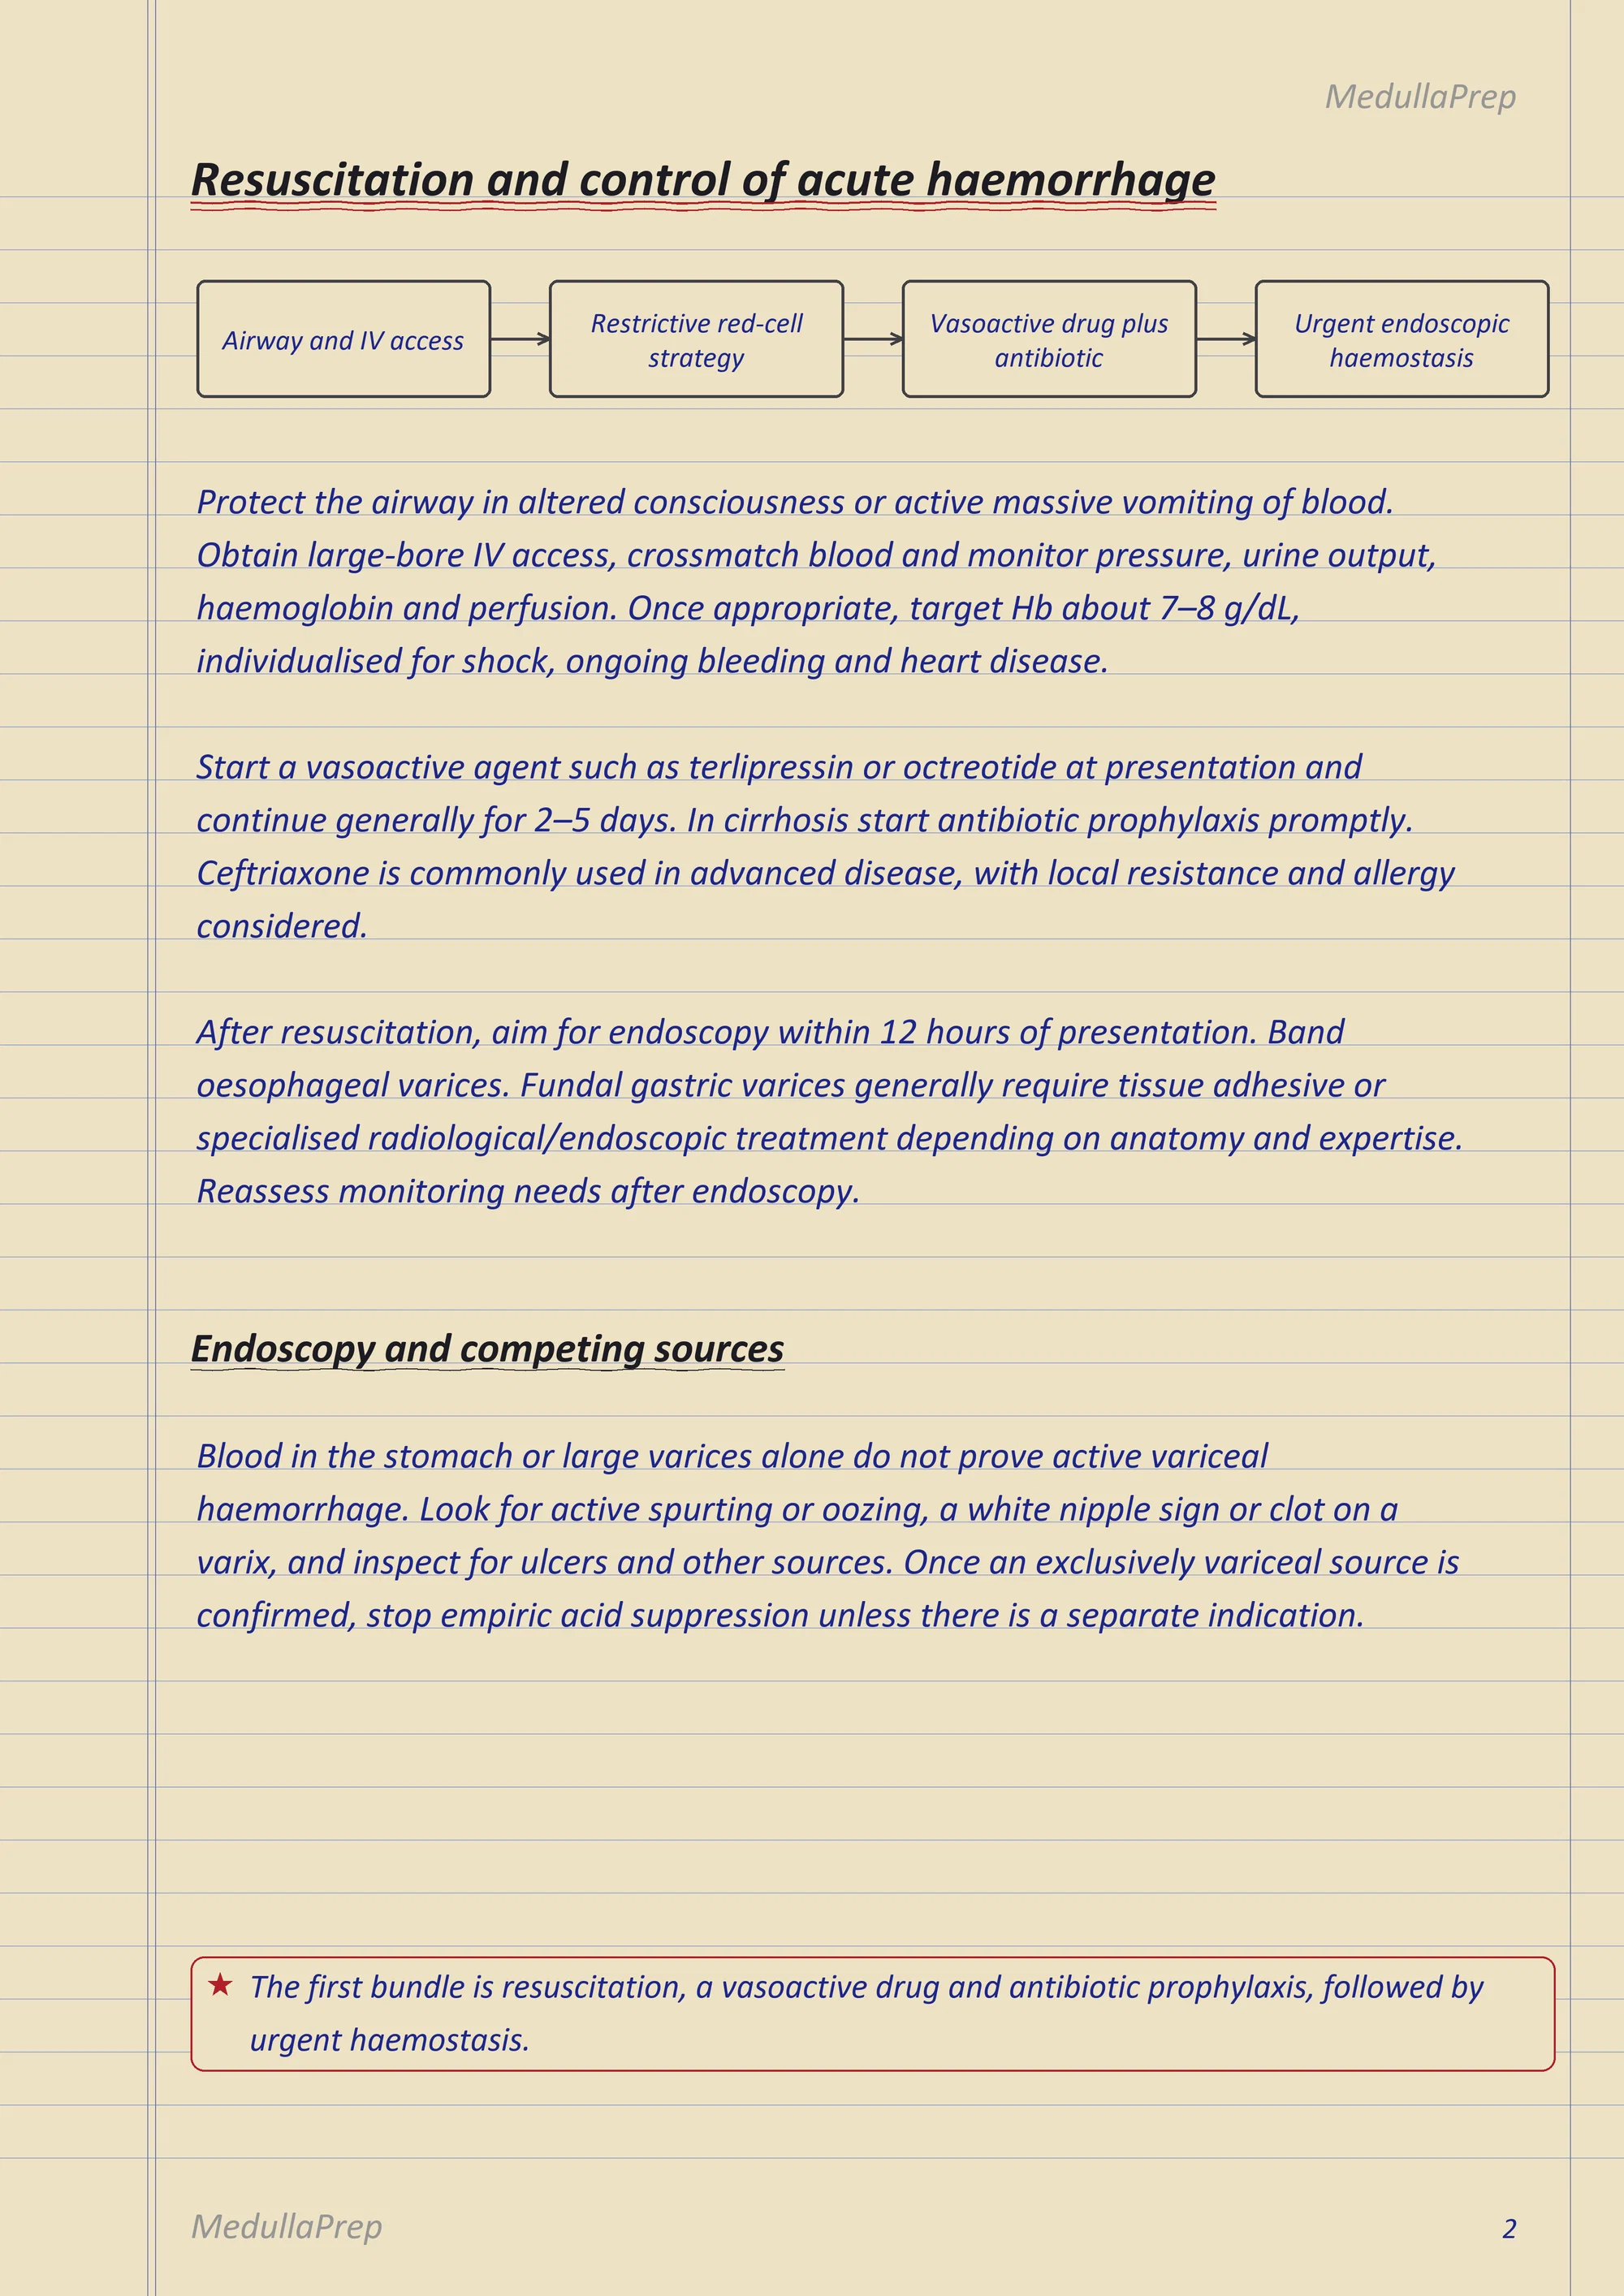 MedullaPrep
Resuscitation and control of acute haemorrhage
Airway and IV access
Restrictive red-cell
strategy
Vasoactive drug plus
antibiotic
Urgent endoscopic
haemostasis
Protect the airway in altered consciousness or active massive vomiting of blood.
Obtain large-bore IV access, crossmatch blood and monitor pressure, urine output,
haemoglobin and perfusion. Once appropriate, target Hb about 7–8 g/dL,
individualised for shock, ongoing bleeding and heart disease.
Start a vasoactive agent such as terlipressin or octreotide at presentation and
continue generally for 2–5 days. In cirrhosis start antibiotic prophylaxis promptly.
Ceftriaxone is commonly used in advanced disease, with local resistance and allergy
considered.
After resuscitation, aim for endoscopy within 12 hours of presentation. Band
oesophageal varices. Fundal gastric varices generally require tissue adhesive or
specialised radiological/endoscopic treatment depending on anatomy and expertise.
Reassess monitoring needs after endoscopy.
Endoscopy and competing sources
Blood in the stomach or large varices alone do not prove active variceal
haemorrhage. Look for active spurting or oozing, a white nipple sign or clot on a
varix, and inspect for ulcers and other sources. Once an exclusively variceal source is
confirmed, stop empiric acid suppression unless there is a separate indication.
★ The first bundle is resuscitation, a vasoactive drug and antibiotic prophylaxis, followed by
urgent haemostasis.
MedullaPrep
2